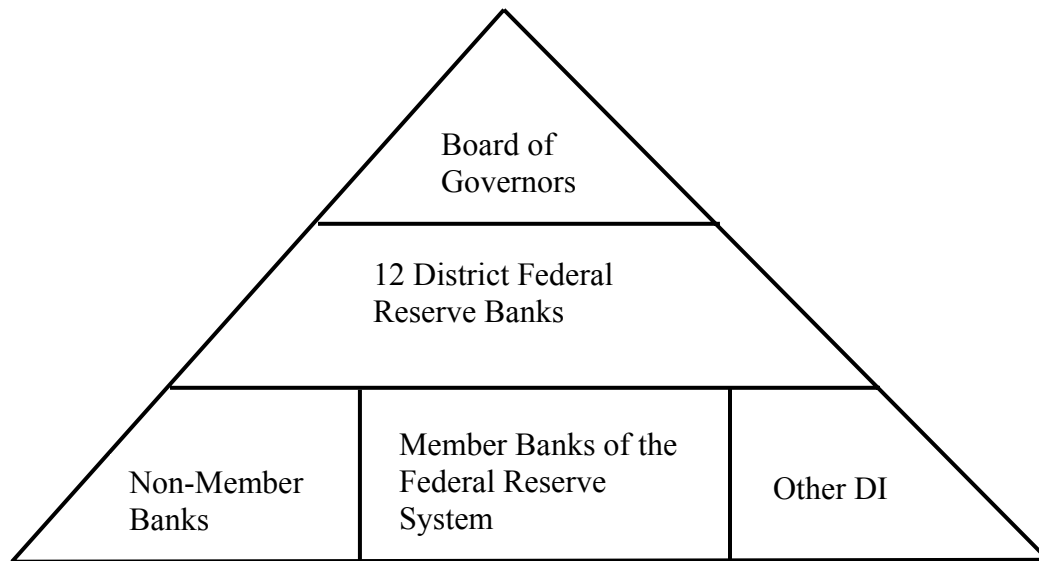 Board of
Governors
12 District Federal
Reserve Banks
Non-Member
Banks
Member Banks of the
Federal Reserve
System
Other DI